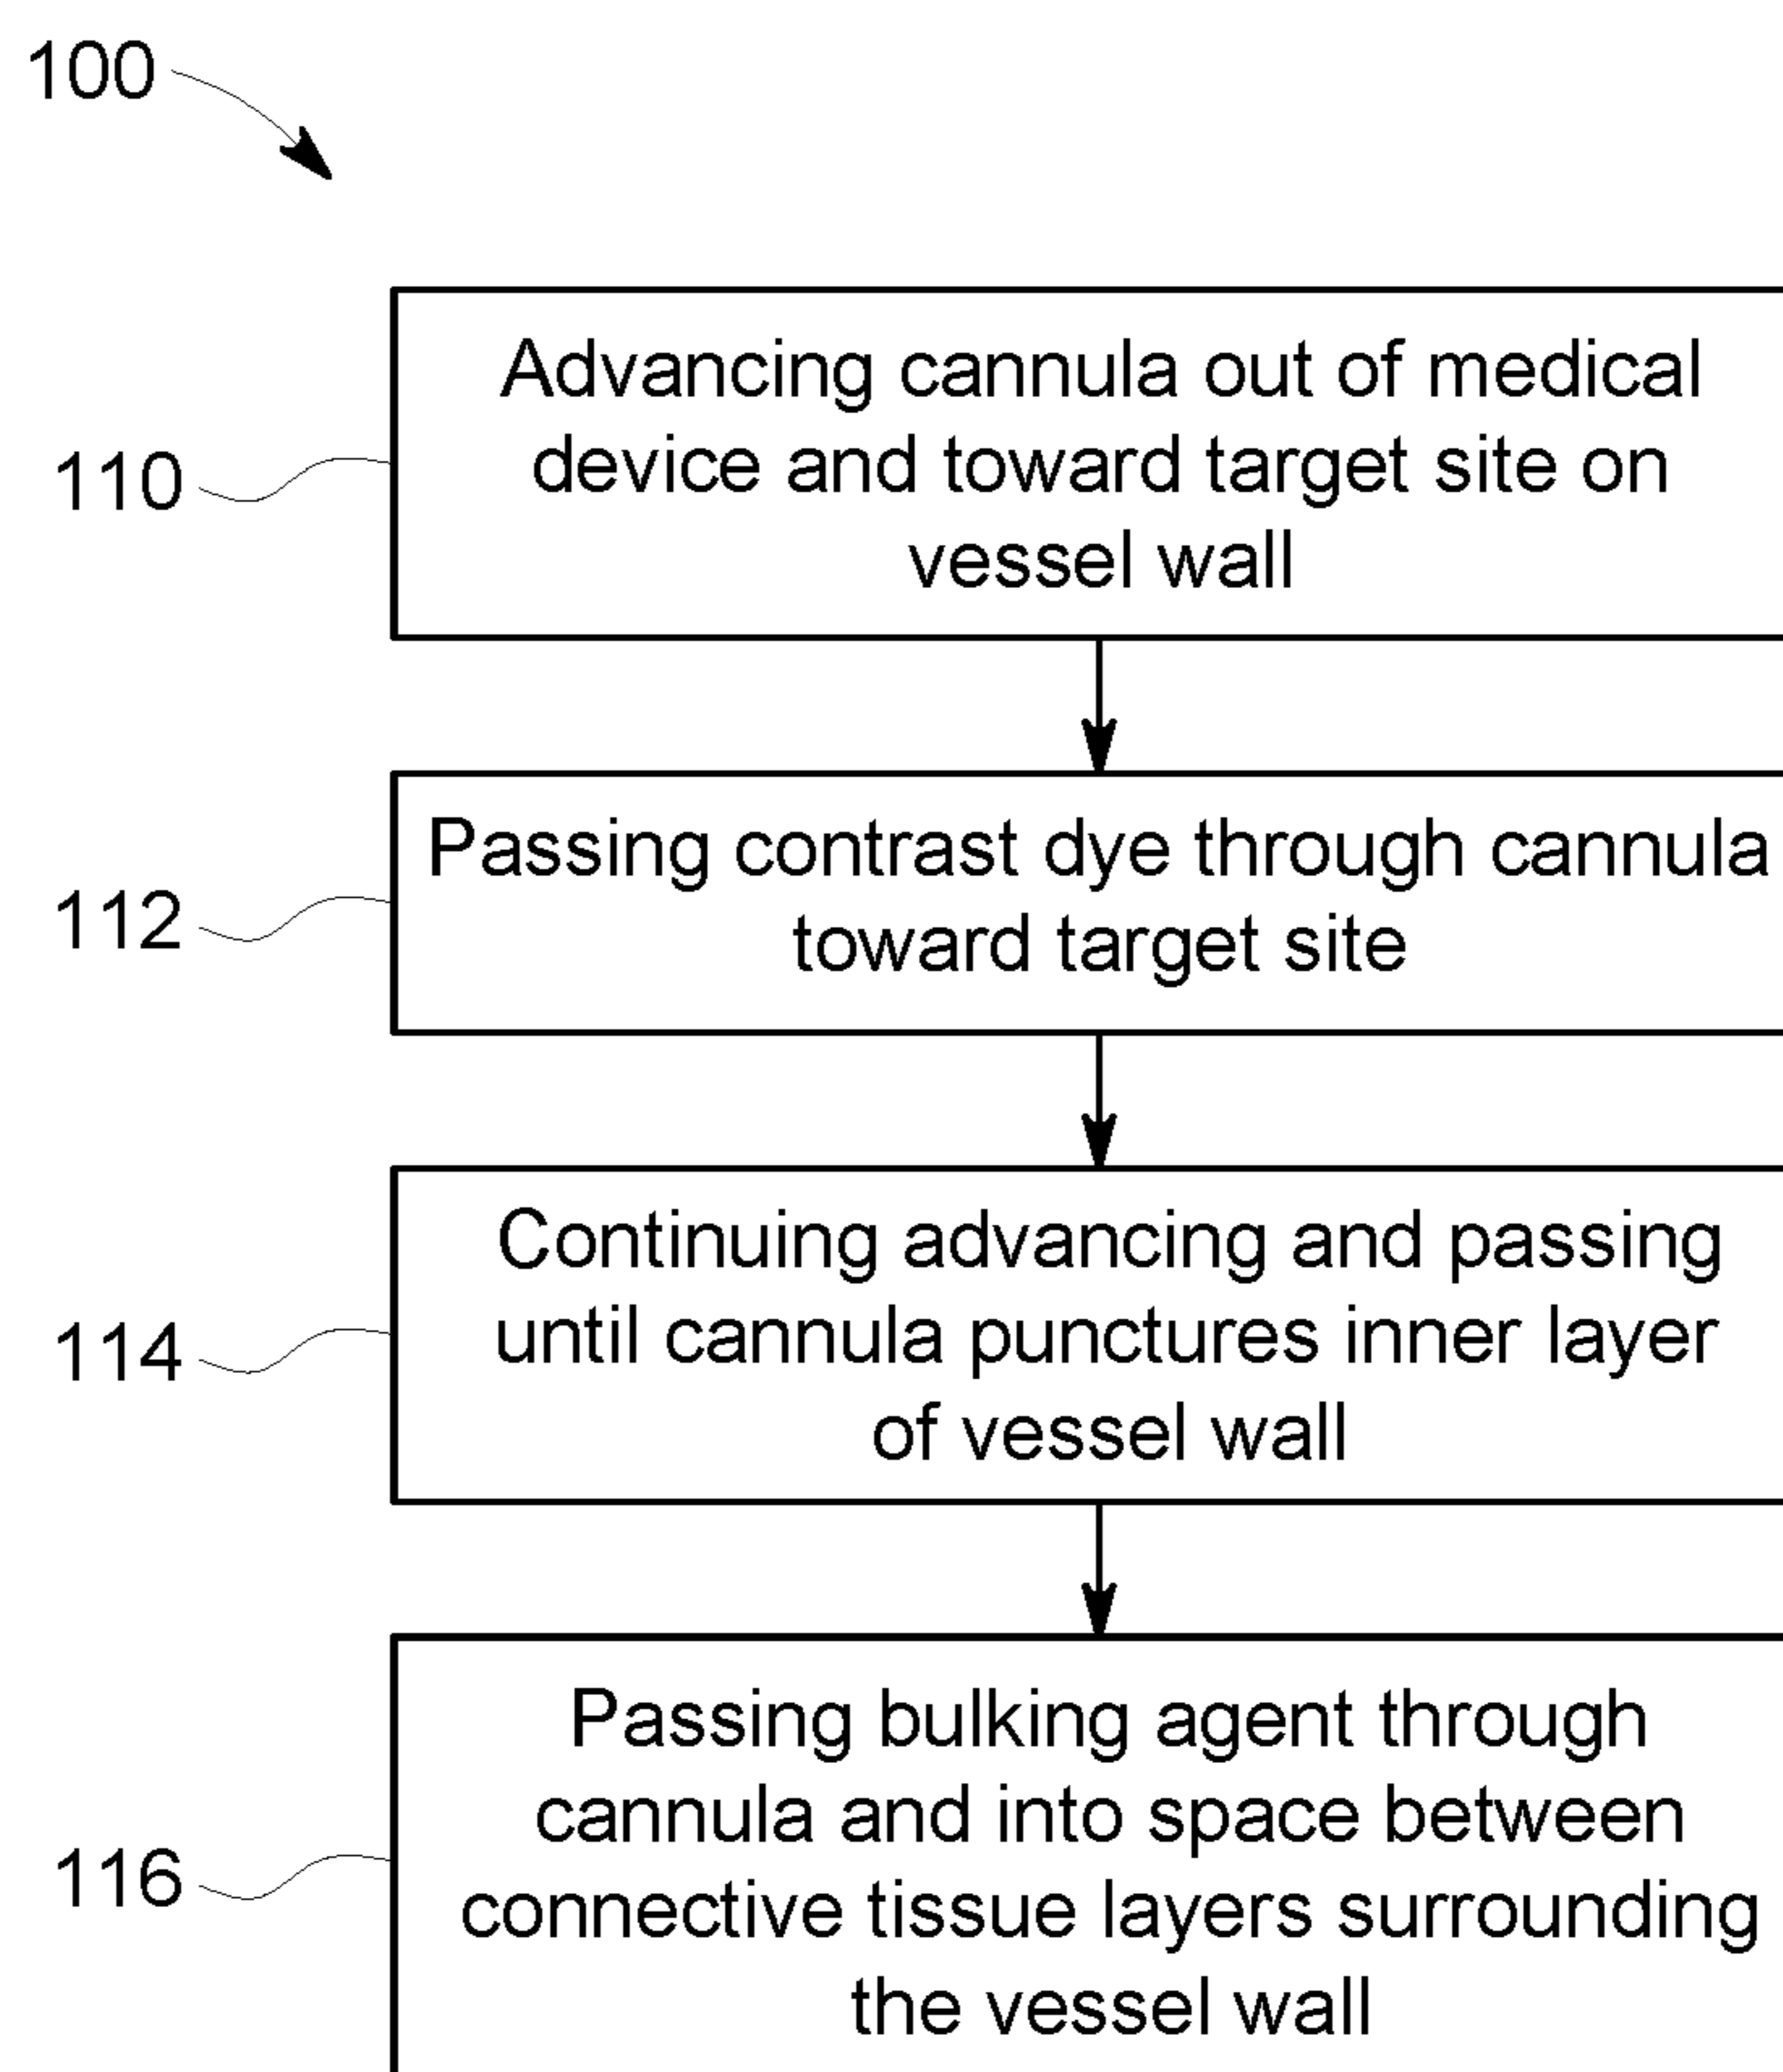 100
110
Advancing cannula out of medical
device and toward target site on
vessel wall
112
Passing contrast dye through cannula
toward target site
114
Continuing advancing and passing
until cannula punctures inner layer
of vessel wall
116
Passing bulking agent through
cannula and into space between
connective tissue layers surrounding
the vessel wall